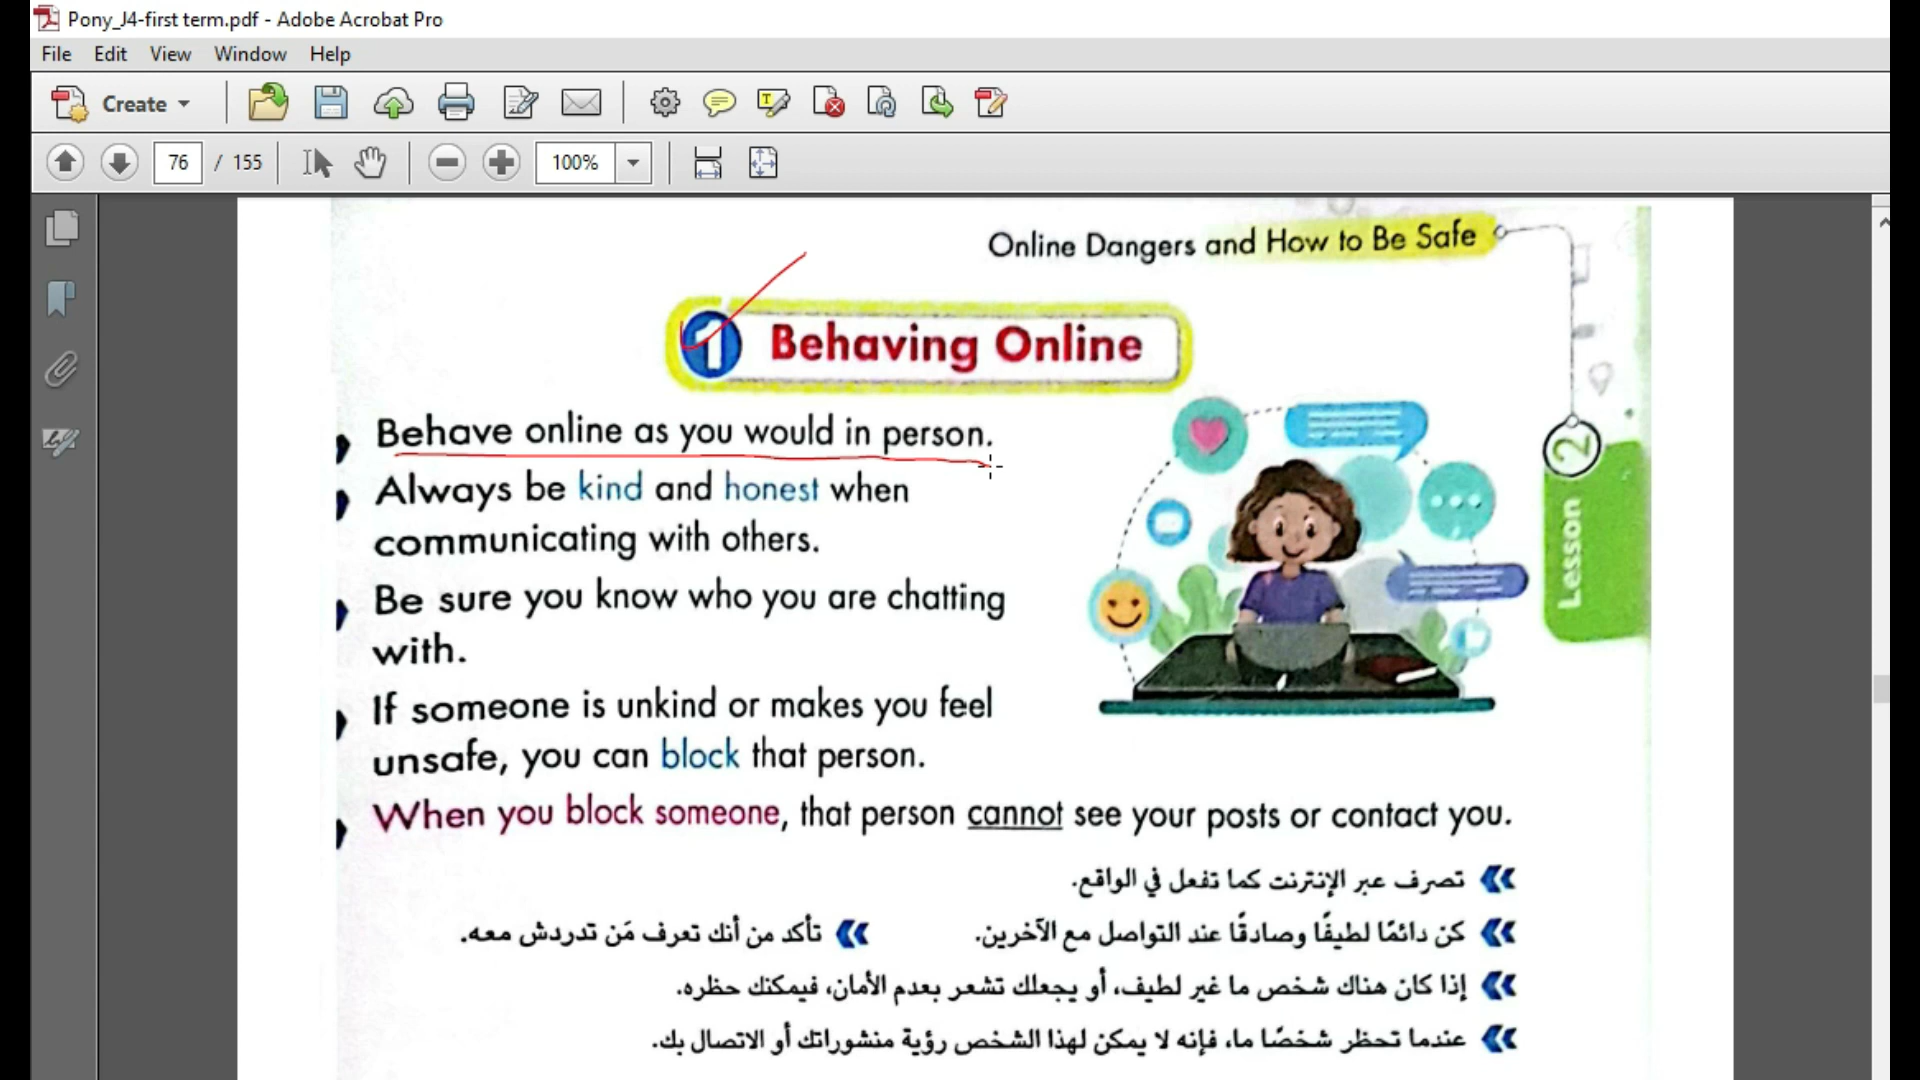 Pony_J4-first term.pdf - Adobe Acrobat Pro
File Edit View Window Help
Create
76 / 155 100%
Online Dangers and How to Be Safe
1 Behaving Online
Behave online as you would in person.
Always be kind and honest when
communicating with others.
Be sure you know who you are chatting
with.
If someone is unkind or makes you feel
unsafe, you can block that person.
When you block someone, that person cannot see your posts or contact you.
Lesson 2
تصرف عبر الإنترنت كما تفعل في الواقع.
كن دائمًا لطيفًا وصادقًا عند التواصل مع الآخرين.
تأكد من أنك تعرف مَن تدردش معه.
إذا كان هناك شخص ما غير لطيف، أو يجعلك تشعر بعدم الأمان، فيمكنك حظره.
عندما تحظر شخصًا ما، فإنه لا يمكن لهذا الشخص رؤية منشوراتك أو الاتصال بك.